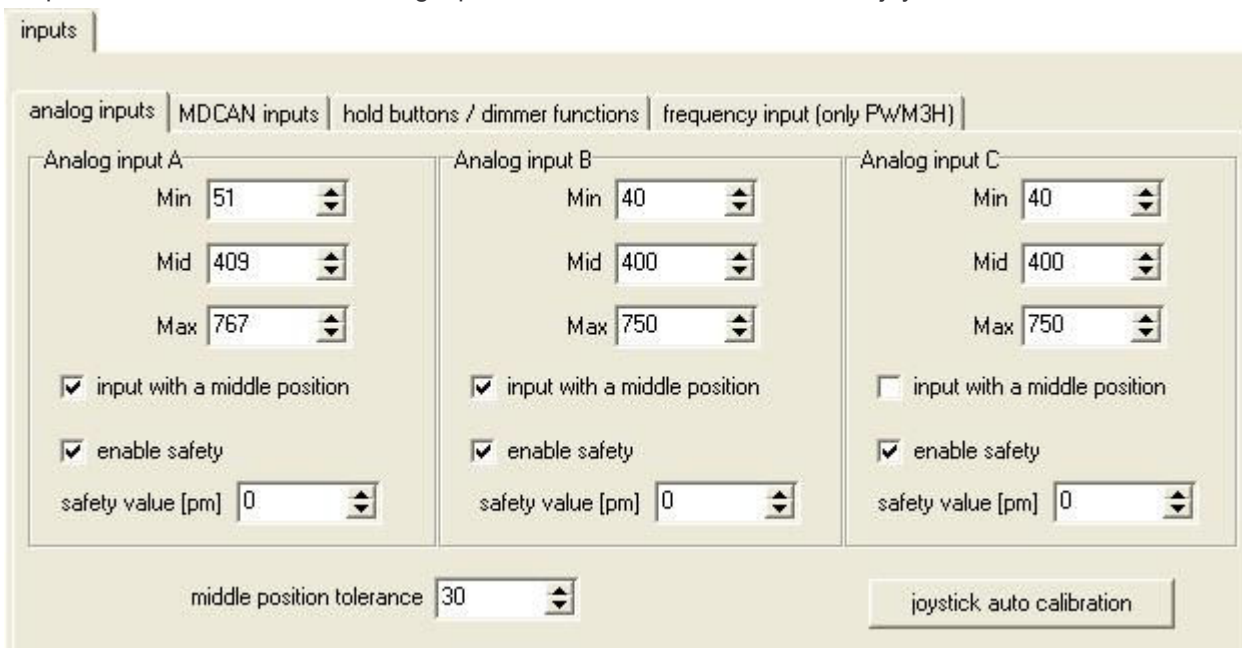 inputs
analog inputs MDCAN inputs hold buttons / dimmer functions frequency input (only PWM3H)
Analog input A Analog input B Analog input C
Min 51 Min 40 Min 40
Mid 409 Mid 400 Mid 400
Max 767 Max 750 Max 750
input with a middle position input with a middle position input with a middle position
enable safety enable safety enable safety
safety value [pm] 0 safety value [pm] 0 safety value [pm] 0
middle position tolerance 30 joystick auto calibration